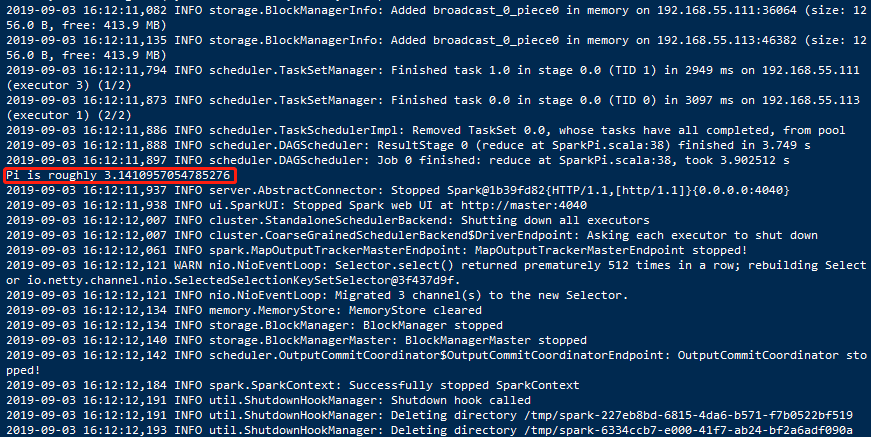 2019-09-03 16:12:11,082 INFO storage.BlockManagerInfo: Added broadcast_0_piece0 in memory on 192.168.55.111:36064 (size: 12
56.0 B, free: 413.9 MB)
2019-09-03 16:12:11,135 INFO storage.BlockManagerInfo: Added broadcast_0_piece0 in memory on 192.168.55.113:46382 (size: 12
56.0 B, free: 413.9 MB)
2019-09-03 16:12:11,794 INFO scheduler.TaskSetManager: Finished task 1.0 in stage 0.0 (TID 1) in 2949 ms on 192.168.55.111
(executor 3) (1/2)
2019-09-03 16:12:11,873 INFO scheduler.TaskSetManager: Finished task 0.0 in stage 0.0 (TID 0) in 3097 ms on 192.168.55.113
(executor 1) (2/2)
2019-09-03 16:12:11,886 INFO scheduler.TaskSchedulerImpl: Removed TaskSet 0.0, whose tasks have all completed, from pool
2019-09-03 16:12:11,888 INFO scheduler.DAGScheduler: ResultStage 0 (reduce at SparkPi.scala:38) finished in 3.749 s
2019-09-03 16:12:11,897 INFO scheduler.DAGScheduler: Job 0 finished: reduce at SparkPi.scala:38, took 3.902512 s
Pi is roughly 3.1410957054785276
2019-09-03 16:12:11,937 INFO server.AbstractConnector: Stopped Spark@1b39fd82{HTTP/1.1,[http/1.1]}{0.0.0.0:4040}
2019-09-03 16:12:11,938 INFO ui.SparkUI: Stopped Spark web UI at http://master:4040
2019-09-03 16:12:12,007 INFO cluster.StandaloneSchedulerBackend: Shutting down all executors
2019-09-03 16:12:12,007 INFO cluster.CoarseGrainedSchedulerBackend$DriverEndpoint: Asking each executor to shut down
2019-09-03 16:12:12,061 INFO spark.MapOutputTrackerMasterEndpoint: MapOutputTrackerMasterEndpoint stopped!
2019-09-03 16:12:12,121 WARN nio.NioEventLoop: Selector.select() returned prematurely 512 times in a row; rebuilding Select
or io.netty.channel.nio.SelectedSelectionKeySetSelector@3f437d9f.
2019-09-03 16:12:12,121 INFO nio.NioEventLoop: Migrated 3 channel(s) to the new Selector.
2019-09-03 16:12:12,134 INFO memory.MemoryStore: MemoryStore cleared
2019-09-03 16:12:12,134 INFO storage.BlockManager: BlockManager stopped
2019-09-03 16:12:12,140 INFO storage.BlockManagerMaster: BlockManagerMaster stopped
2019-09-03 16:12:12,142 INFO scheduler.OutputCommitCoordinator$OutputCommitCoordinatorEndpoint: OutputCommitCoordinator sto
pped!
2019-09-03 16:12:12,184 INFO spark.SparkContext: Successfully stopped SparkContext
2019-09-03 16:12:12,191 INFO util.ShutdownHookManager: Shutdown hook called
2019-09-03 16:12:12,191 INFO util.ShutdownHookManager: Deleting directory /tmp/spark-227eb8bd-6815-4da6-b571-f7b0522bf519
2019-09-03 16:12:12,193 INFO util.ShutdownHookManager: Deleting directory /tmp/spark-6334ccb7-e000-41f7-ab24-bf2a6adf090a